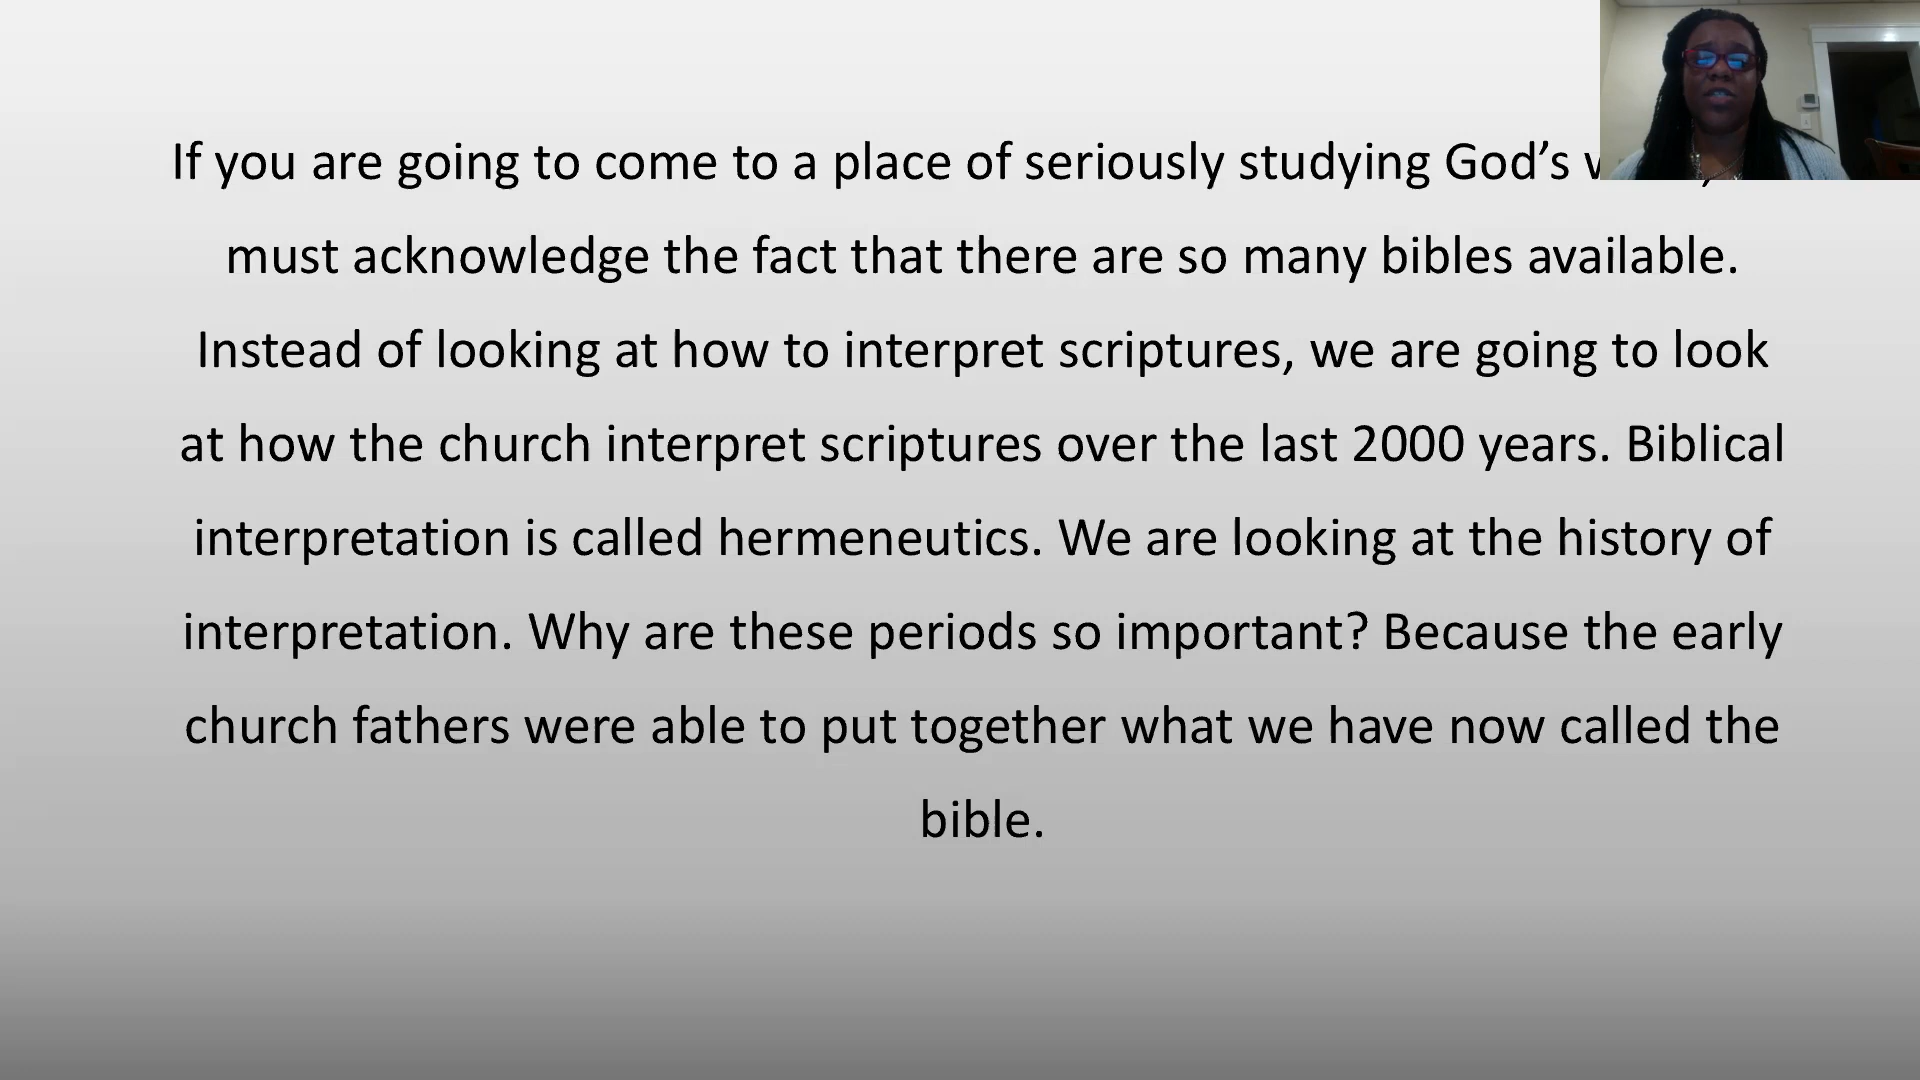 If you are going to come to a place of seriously studying God’s
must acknowledge the fact that there are so many bibles available.
Instead of looking at how to interpret scriptures, we are going to look
at how the church interpret scriptures over the last 2000 years. Biblical
interpretation is called hermeneutics. We are looking at the history of
interpretation. Why are these periods so important? Because the early
church fathers were able to put together what we have now called the
bible.